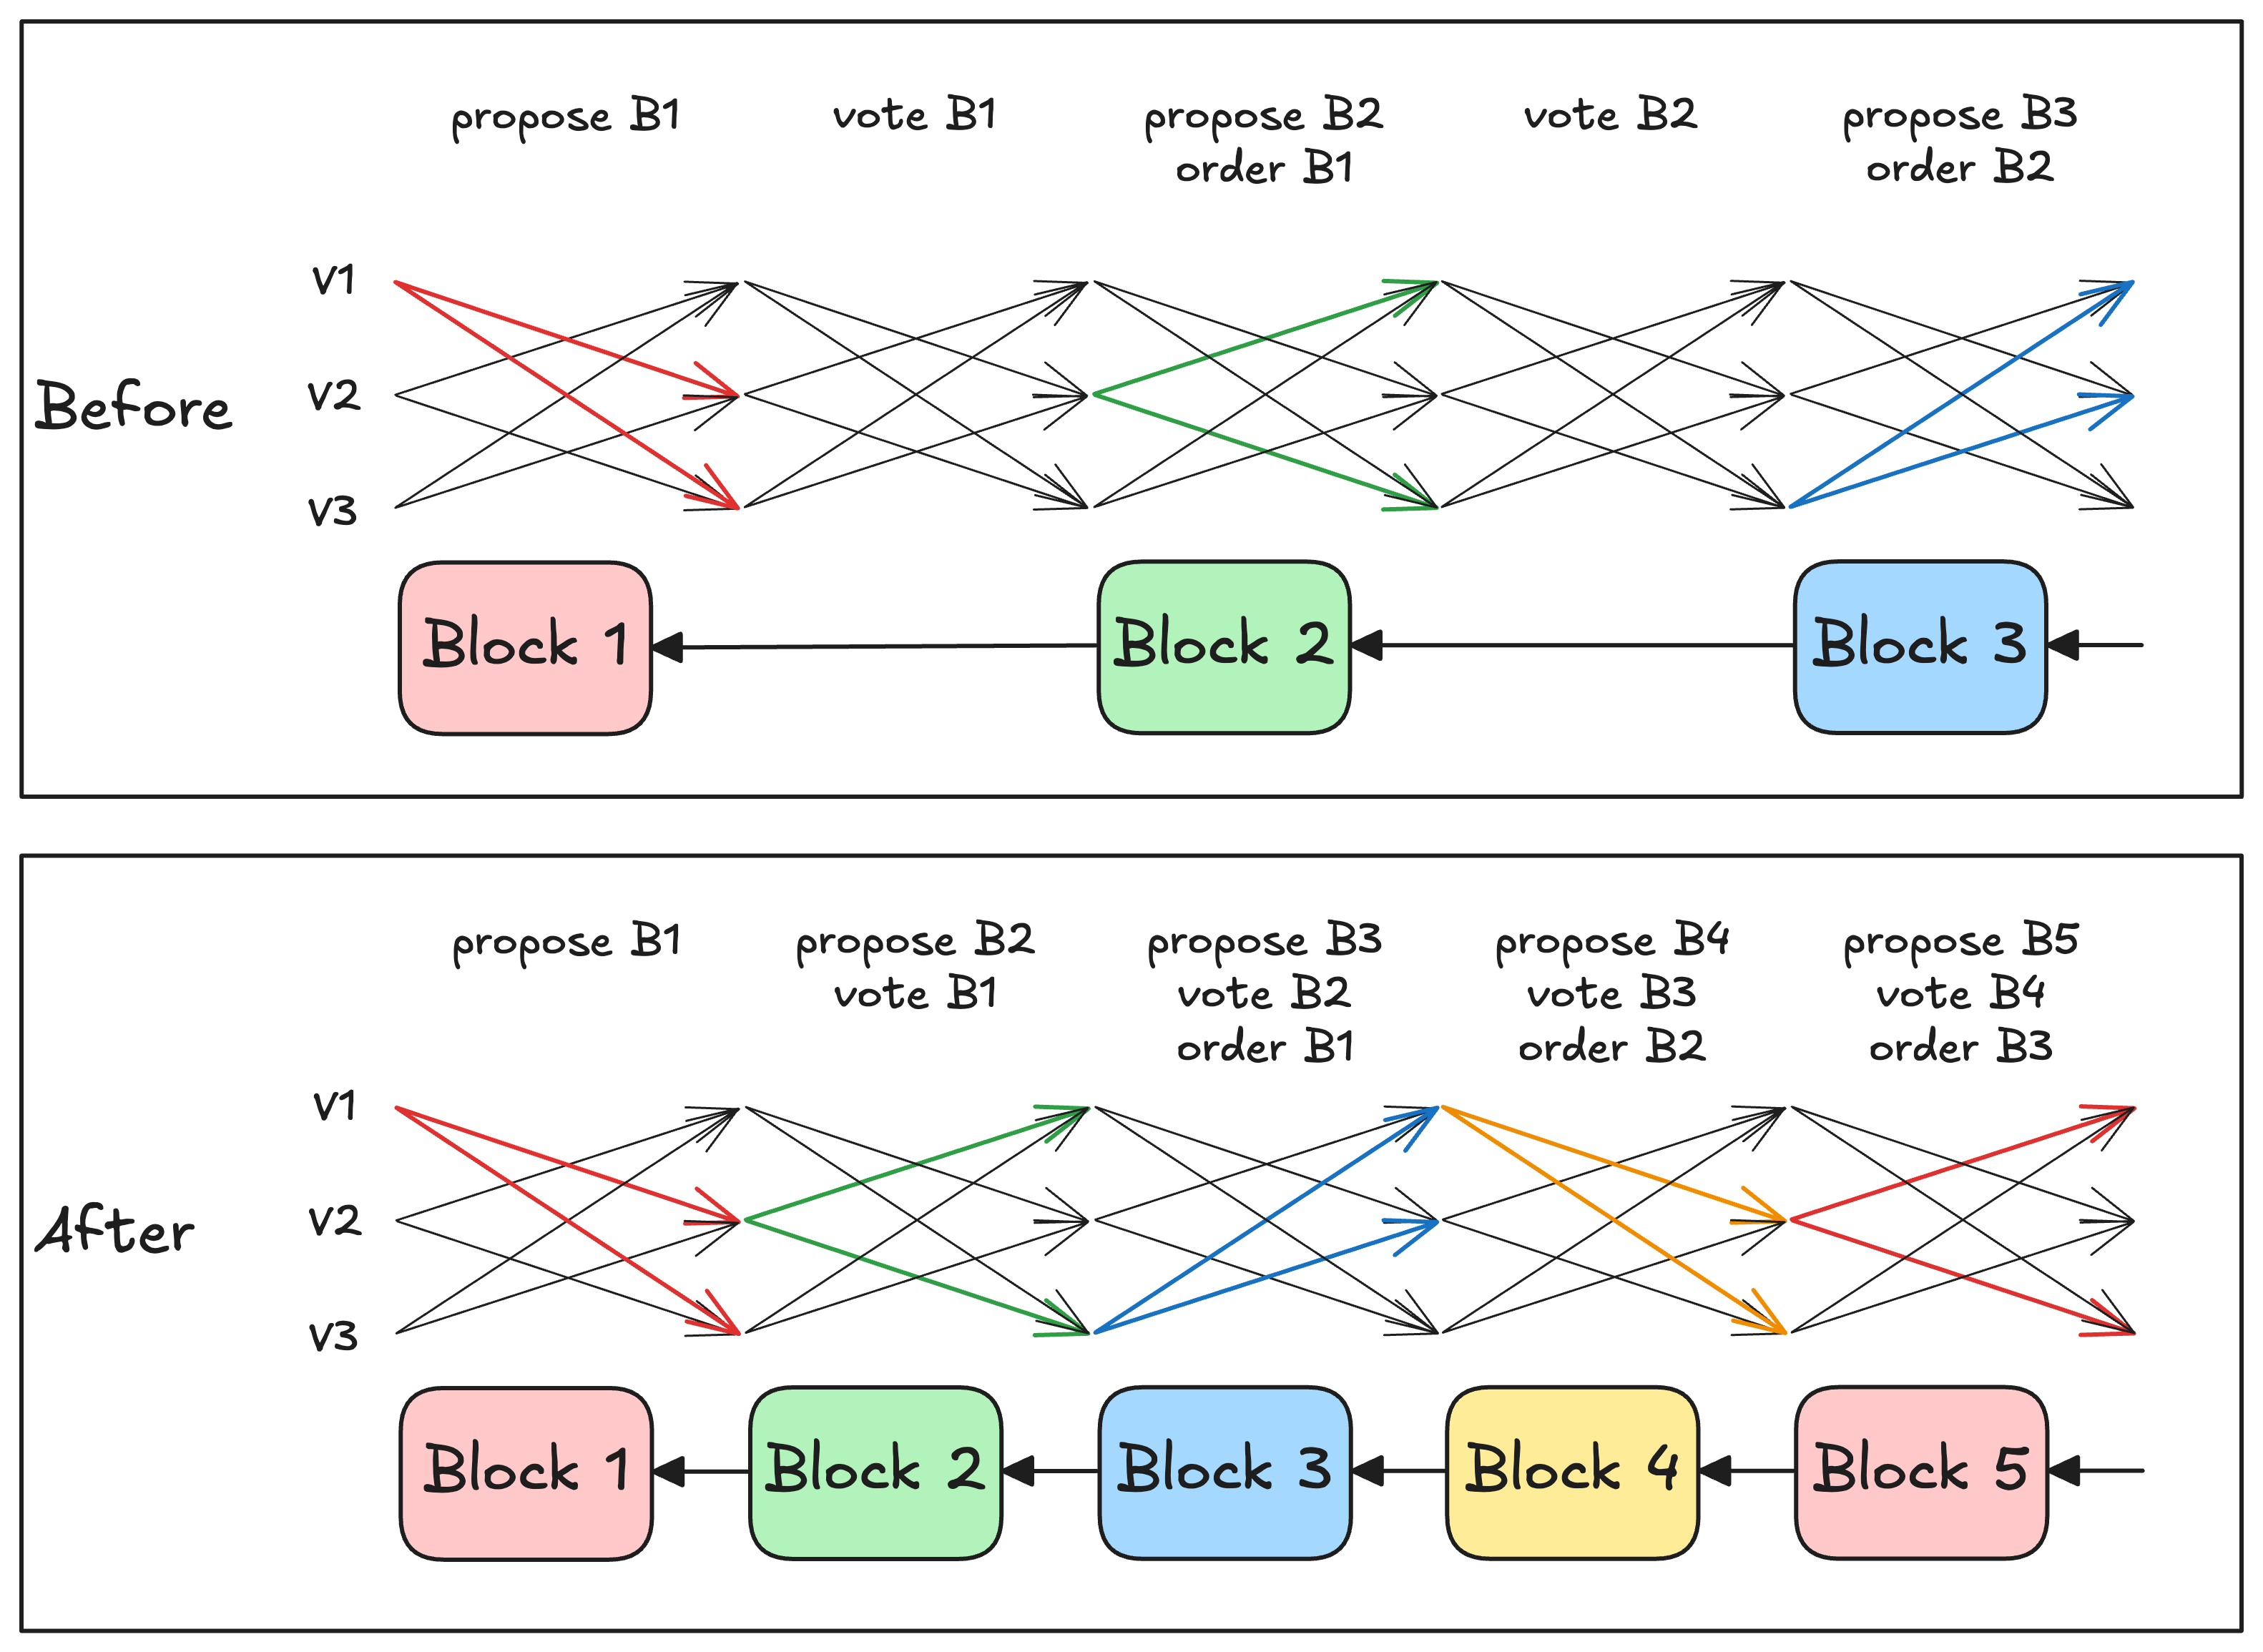 propose B1
vote B1
propose B2
order B1
vote B2
propose B3
order B2
v1
v2
v3
Before
Block 1
Block 2
Block 3
propose B1
propose B2
vote B1
propose B3
vote B2
order B1
propose B4
vote B3
order B2
propose B5
vote B4
order B3
v1
v2
v3
After
Block 1
Block 2
Block 3
Block 4
Block 5